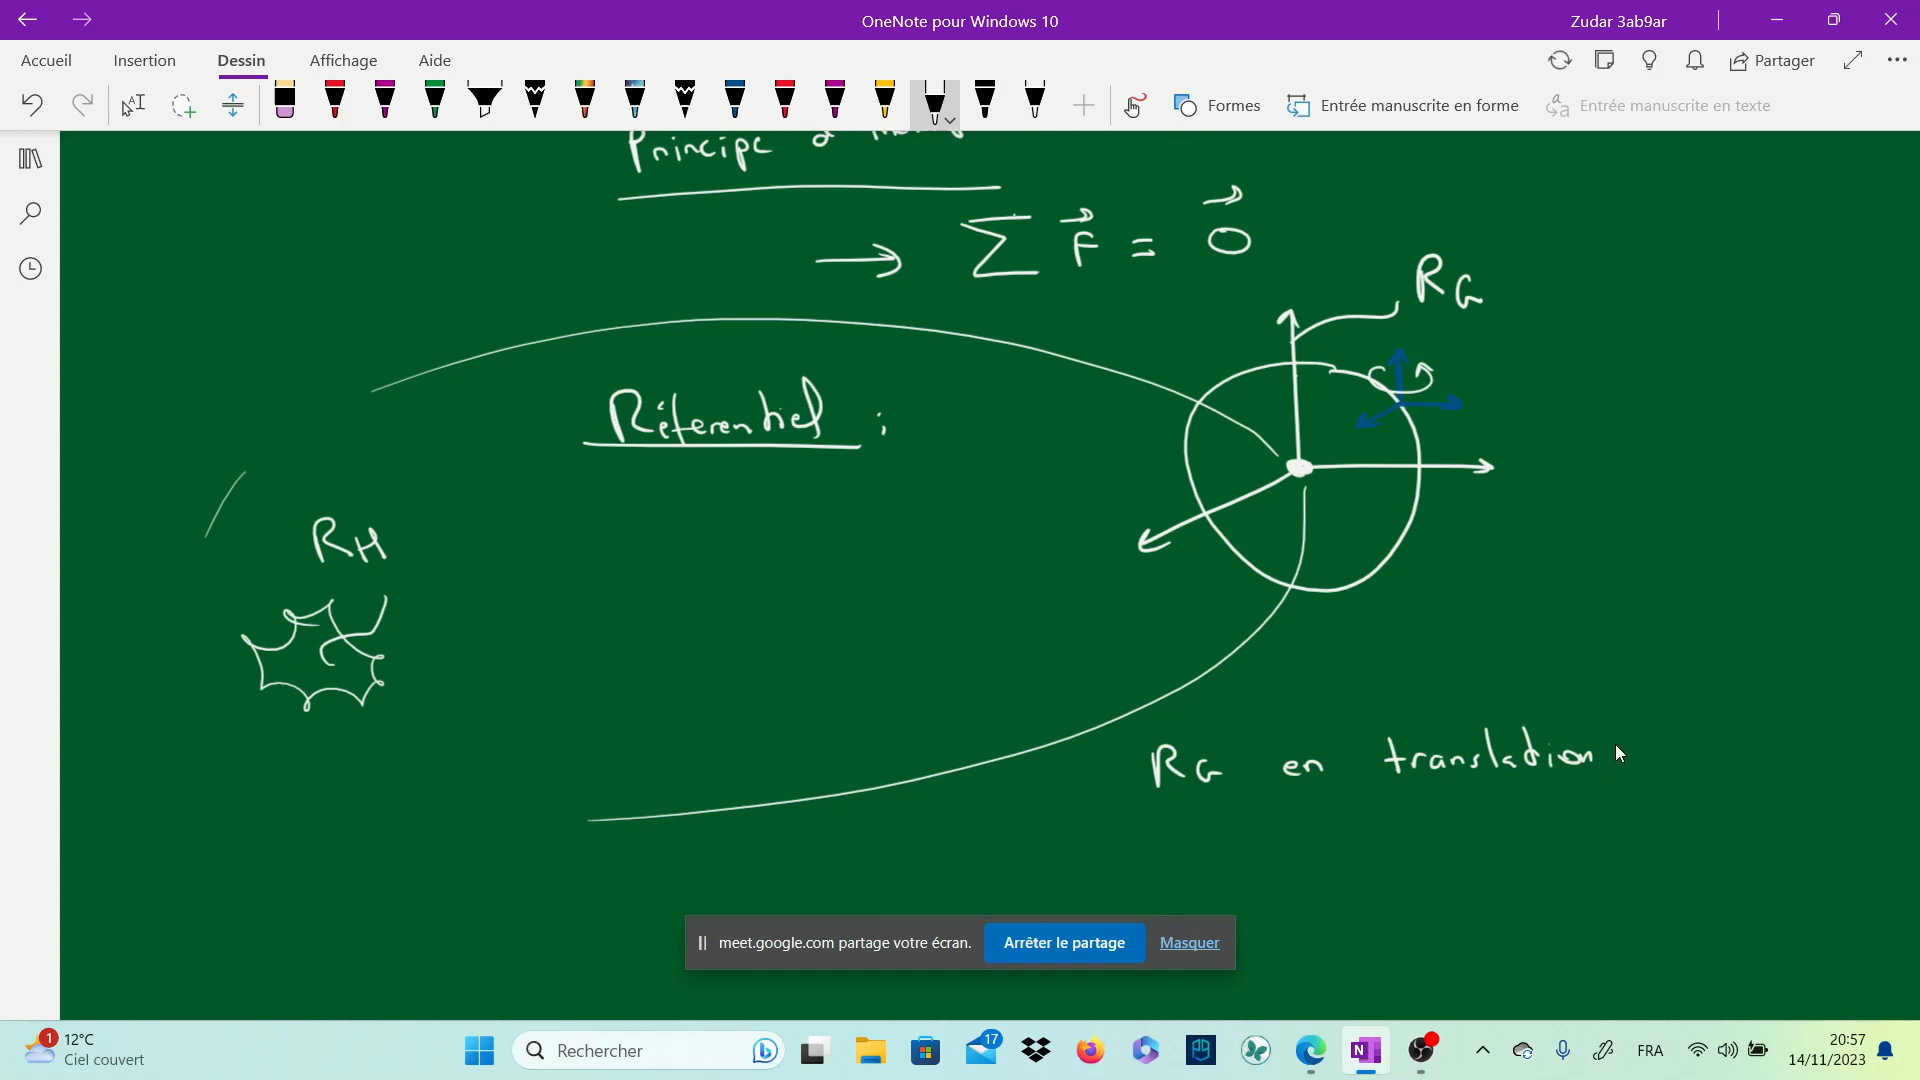 OneNote pour Windows 10
Zudar 3ab9ar
Accueil Insertion Dessin Affichage Aide
Partager
Formes Entrée manuscrite en forme Entrée manuscrite en texte
Principe
→ Σ F⃗ = 0⃗
RG
Référentiel :
RH
RG en translation
meet.google.com partage votre écran. Arrêter le partage Masquer
1 12°C
Ciel couvert
Rechercher
17
FRA
20:57
14/11/2023